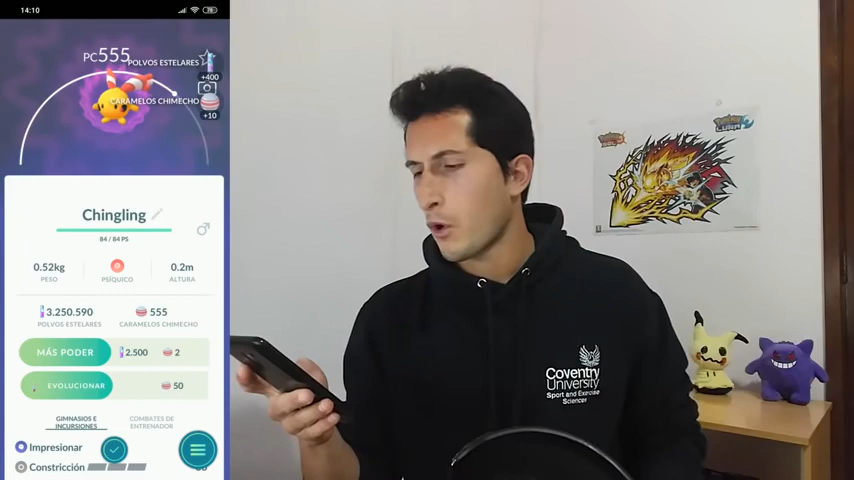 14:10
78
PC555
POLVOS ESTELARES
+400
CARAMELOS CHIMECHO
+10
Chingling
84 / 84 PS
0.52kg
0.2m
PESO
PSÍQUICO
ALTURA
3.250.590
555
POLVOS ESTELARES
CARAMELOS CHIMECHO
MÁS PODER
2.500
2
EVOLUCIONAR
50
GIMNASIOS E
INCURSIONES
COMBATES DE
ENTRENADOR
Impresionar
Constricción
Coventry
University
Sport and Exercise
Sciences
POKÉMON
SOL
POKÉMON
LUNA